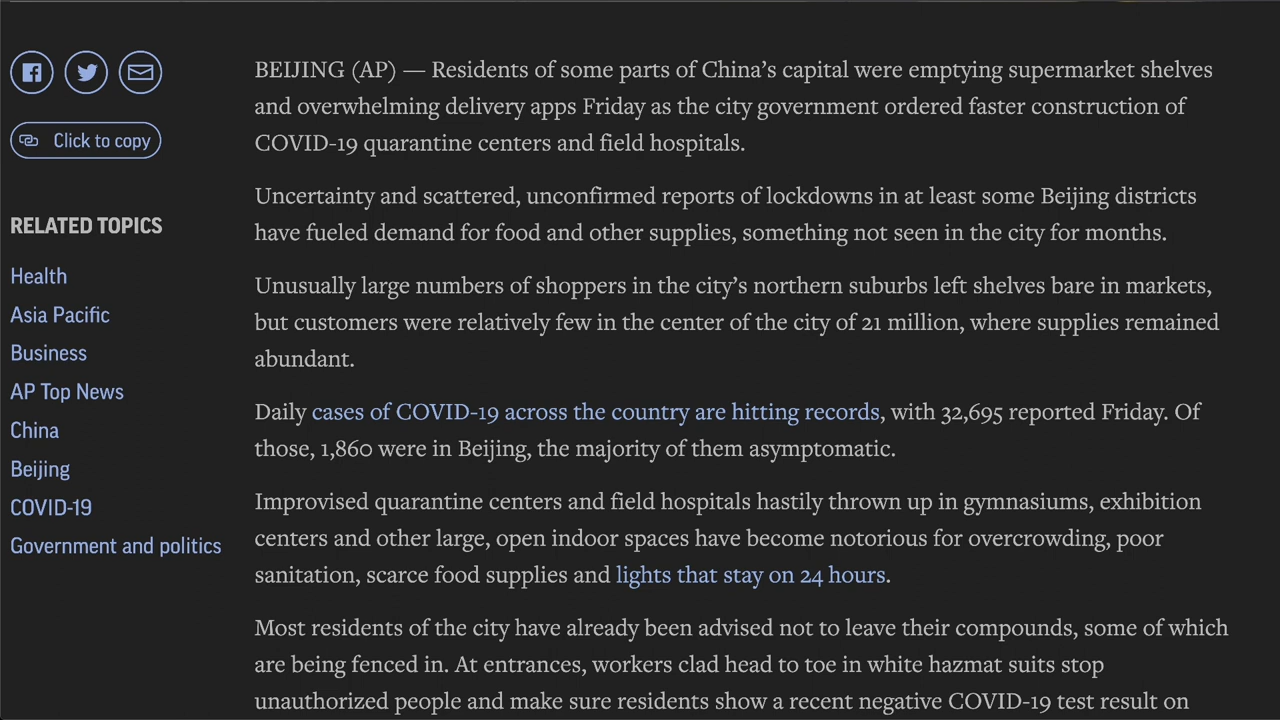 Click to copy
RELATED TOPICS
Health
Asia Pacific
Business
AP Top News
China
Beijing
COVID-19
Government and politics
BEIJING (AP) — Residents of some parts of China’s capital were emptying supermarket shelves
and overwhelming delivery apps Friday as the city government ordered faster construction of
COVID-19 quarantine centers and field hospitals.
Uncertainty and scattered, unconfirmed reports of lockdowns in at least some Beijing districts
have fueled demand for food and other supplies, something not seen in the city for months.
Unusually large numbers of shoppers in the city’s northern suburbs left shelves bare in markets,
but customers were relatively few in the center of the city of 21 million, where supplies remained
abundant.
Daily cases of COVID-19 across the country are hitting records, with 32,695 reported Friday. Of
those, 1,860 were in Beijing, the majority of them asymptomatic.
Improvised quarantine centers and field hospitals hastily thrown up in gymnasiums, exhibition
centers and other large, open indoor spaces have become notorious for overcrowding, poor
sanitation, scarce food supplies and lights that stay on 24 hours.
Most residents of the city have already been advised not to leave their compounds, some of which
are being fenced in. At entrances, workers clad head to toe in white hazmat suits stop
unauthorized people and make sure residents show a recent negative COVID-19 test result on